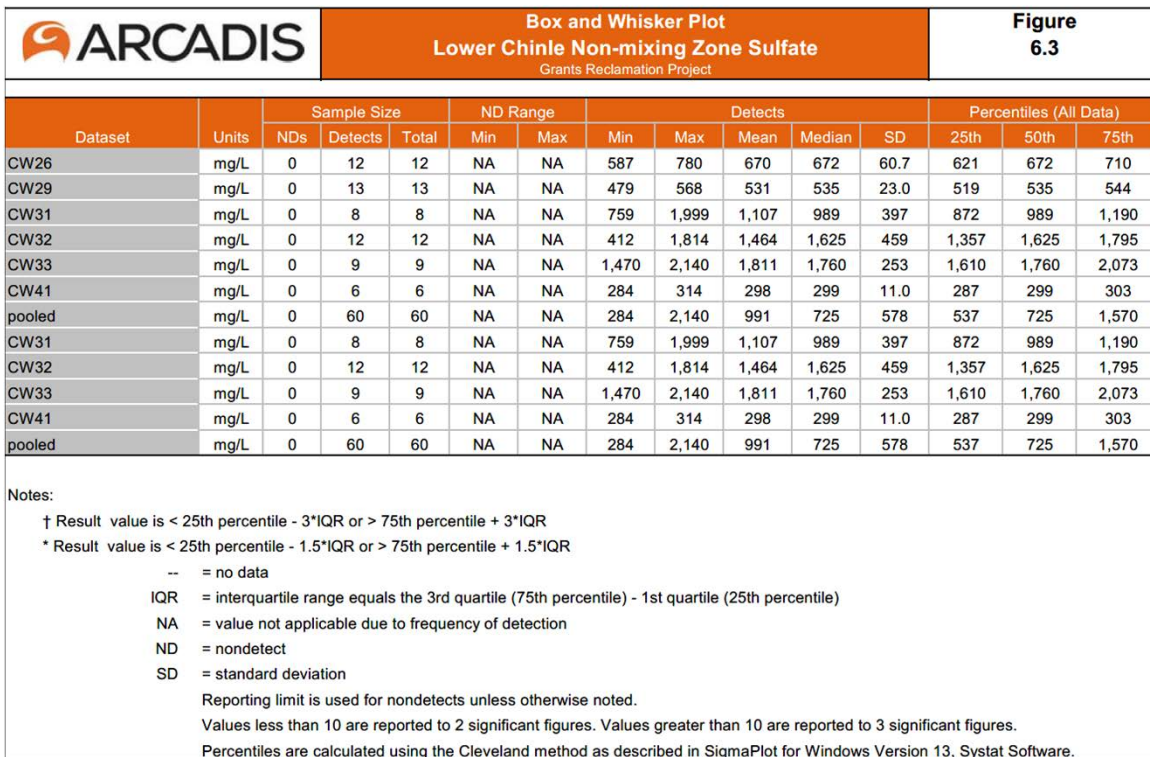 ARCADIS
Box and Whisker Plot
Lower Chinle Non-mixing Zone Sulfate
Grants Reclamation Project
Figure
6.3
Sample Size ND Range Detects Percentiles (All Data)
Dataset Units NDs Detects Total Min Max Min Max Mean Median SD 25th 50th 75th
CW26 mg/L 0 12 12 NA NA 587 780 670 672 60.7 621 672 710
CW29 mg/L 0 13 13 NA NA 479 568 531 535 23.0 519 535 544
CW31 mg/L 0 8 8 NA NA 759 1,999 1,107 989 397 872 989 1,190
CW32 mg/L 0 12 12 NA NA 412 1,814 1,464 1,625 459 1,357 1,625 1,795
CW33 mg/L 0 9 9 NA NA 1,470 2,140 1,811 1,760 253 1,610 1,760 2,073
CW41 mg/L 0 6 6 NA NA 284 314 298 299 11.0 287 299 303
pooled mg/L 0 60 60 NA NA 284 2,140 991 725 578 537 725 1,570
CW31 mg/L 0 8 8 NA NA 759 1,999 1,107 989 397 872 989 1,190
CW32 mg/L 0 12 12 NA NA 412 1,814 1,464 1,625 459 1,357 1,625 1,795
CW33 mg/L 0 9 9 NA NA 1,470 2,140 1,811 1,760 253 1,610 1,760 2,073
CW41 mg/L 0 6 6 NA NA 284 314 298 299 11.0 287 299 303
pooled mg/L 0 60 60 NA NA 284 2,140 991 725 578 537 725 1,570
Notes:
† Result value is < 25th percentile - 3*IQR or > 75th percentile + 3*IQR
* Result value is < 25th percentile - 1.5*IQR or > 75th percentile + 1.5*IQR
-- = no data
IQR = interquartile range equals the 3rd quartile (75th percentile) - 1st quartile (25th percentile)
NA = value not applicable due to frequency of detection
ND = nondetect
SD = standard deviation
Reporting limit is used for nondetects unless otherwise noted.
Values less than 10 are reported to 2 significant figures. Values greater than 10 are reported to 3 significant figures.
Percentiles are calculated using the Cleveland method as described in SigmaPlot for Windows Version 13, Systat Software.